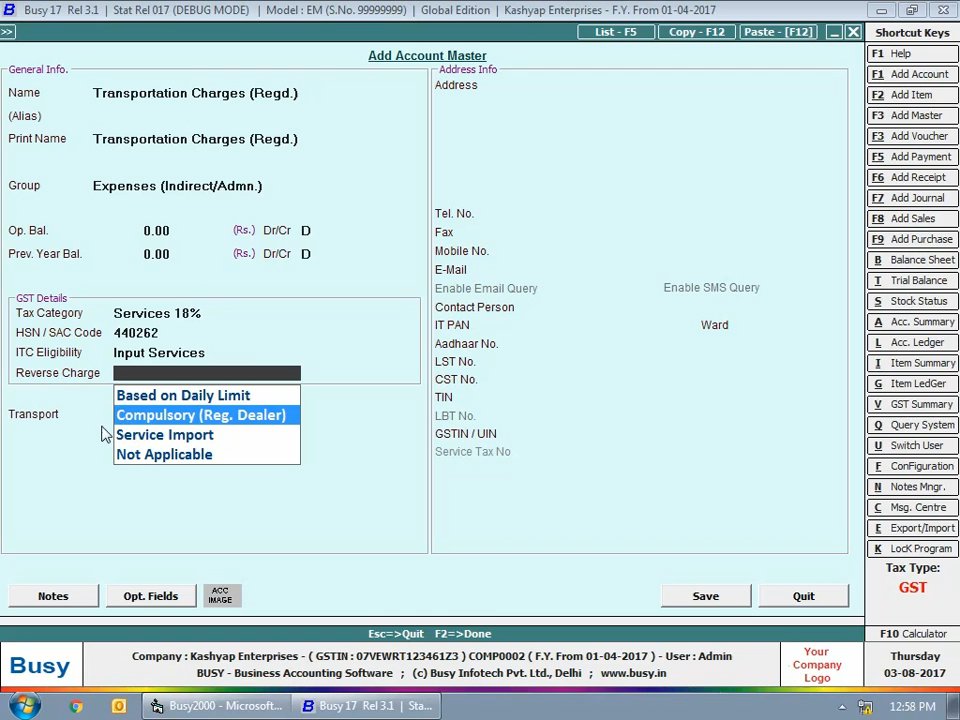 Busy 17 Rel 3.1 | Stat Rel 017 (DEBUG MODE) | Model : EM (S.No. 99999999) | Global Edition | Kashyap Enterprises - F.Y. From 01-04-2017
>> List - F5 Copy - F12 Paste - [F12]
Shortcut Keys
Add Account Master
General Info.
Name Transportation Charges (Regd.)
(Alias)
Print Name Transportation Charges (Regd.)
Group Expenses (Indirect/Admn.)
Op. Bal. 0.00 (Rs.) Dr/Cr D
Prev. Year Bal. 0.00 (Rs.) Dr/Cr D
GST Details
Tax Category Services 18%
HSN / SAC Code 440262
ITC Eligibility Input Services
Reverse Charge
Based on Daily Limit
Compulsory (Reg. Dealer)
Service Import
Not Applicable
Transport
Address Info
Address
Tel. No.
Fax
Mobile No.
E-Mail
Enable Email Query Enable SMS Query
Contact Person
IT PAN Ward
Aadhaar No.
LST No.
CST No.
TIN
LBT No.
GSTIN / UIN
Service Tax No
Notes Opt. Fields ACC IMAGE Save Quit
F1 Help
F1 Add Account
F2 Add Item
F3 Add Master
F3 Add Voucher
F5 Add Payment
F6 Add Receipt
F7 Add Journal
F8 Add Sales
F9 Add Purchase
B Balance Sheet
T Trial Balance
S Stock Status
A Acc. Summary
L Acc. Ledger
I Item Summary
G Item LedGer
V GST Summary
Q Query System
U Switch User
F ConFiguration
N Notes Mngr.
C Msg. Centre
E Export/Import
K LocK Program
Tax Type:
GST
F10 Calculator
Esc=>Quit F2=>Done
Busy
Company : Kashyap Enterprises - ( GSTIN : 07VEWRT123461Z3 ) COMP0002 ( F.Y. From 01-04-2017 ) - User : Admin
BUSY - Business Accounting Software ; (c) Busy Infotech Pvt. Ltd., Delhi ; www.busy.in
Your
Company
Logo
Thursday
03-08-2017
Busy2000 - Microsoft... Busy 17 Rel 3.1 | Sta... 12:58 PM